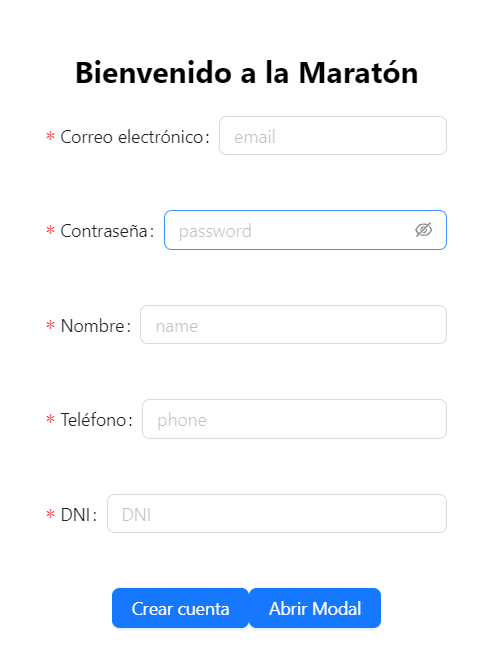 Bienvenido a la Maratón
* Correo electrónico: email
* Contraseña: password
* Nombre: name
* Teléfono: phone
* DNI: DNI
Crear cuenta Abrir Modal